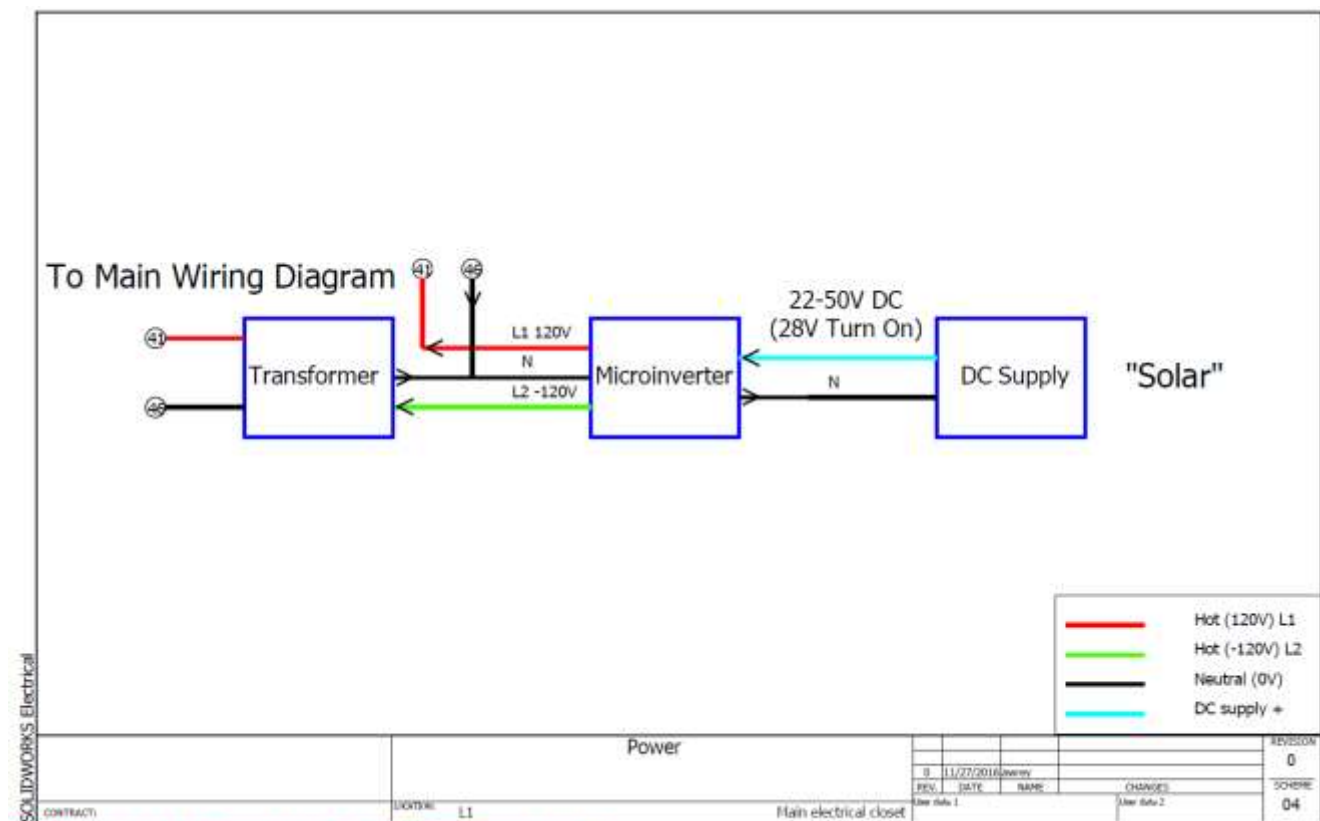 To Main Wiring Diagram
41
46
41
46
Transformer
L1 120V
N
L2 -120V
Microinverter
22-50V DC
(28V Turn On)
N
DC Supply
"Solar"
Hot (120V) L1
Hot (-120V) L2
Neutral (0V)
DC supply +
SOLIDWORKS Electrical
Power
CONTRACT:
LOCATION:
L1
Main electrical closet
0 11/27/2016
REV. DATE NAME CHANGES
User data 1
User data 2
REVISION
0
SCHEME
04